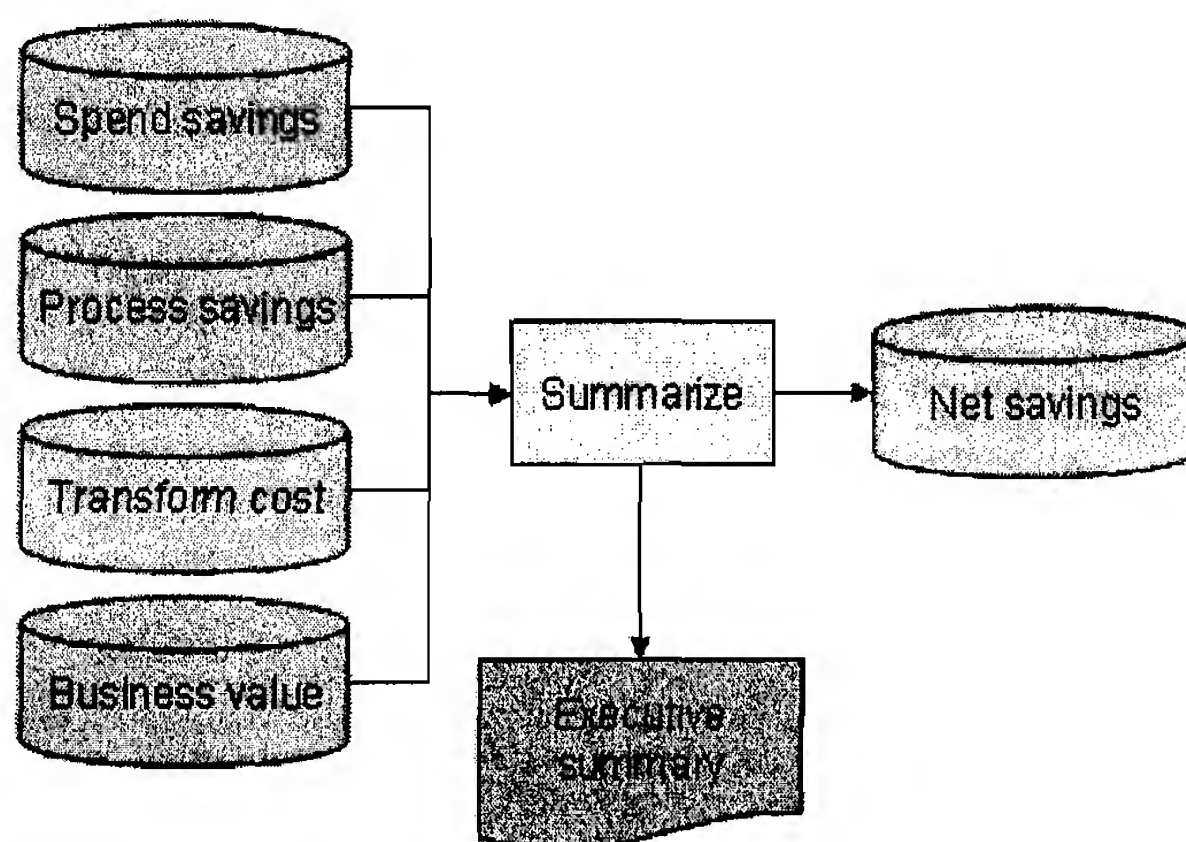 Spend savings
Process savings
Transform cost
Business value
Summarize
Net savings
Executive
summary